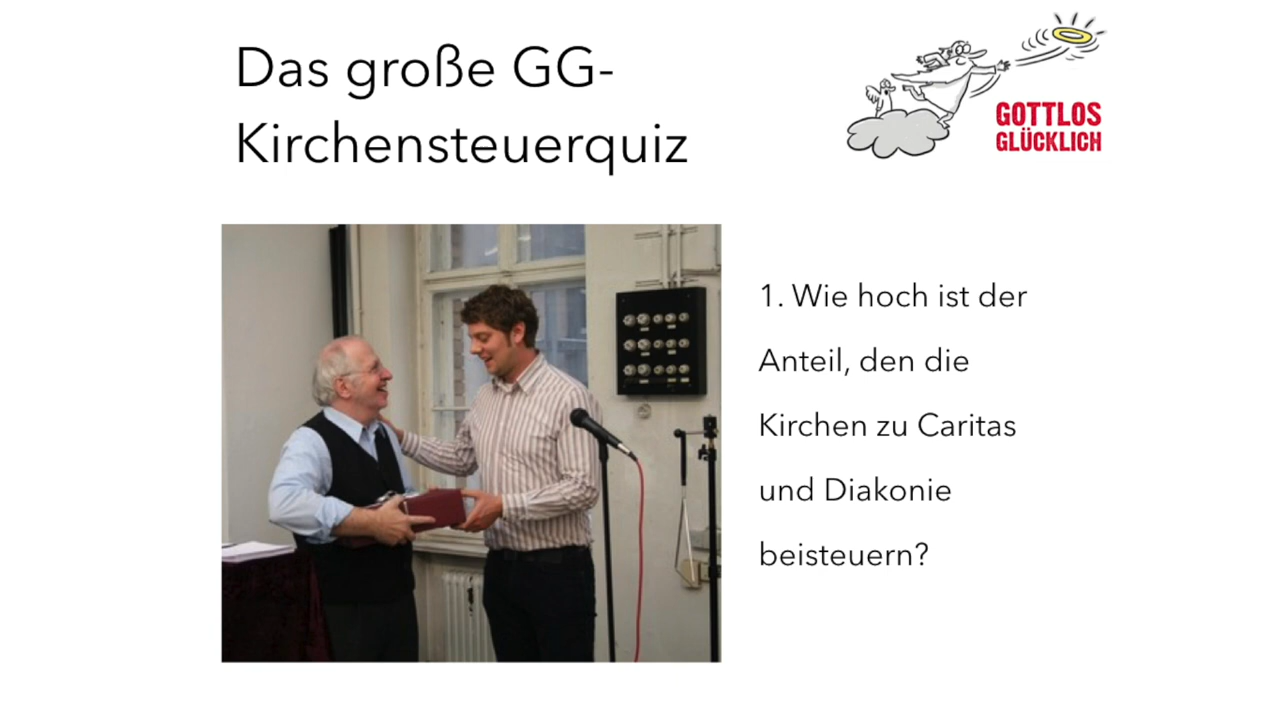 Das große GG-
Kirchensteuerquiz
GOTTLOS
GLÜCKLICH
1. Wie hoch ist der
Anteil, den die
Kirchen zu Caritas
und Diakonie
beisteuern?